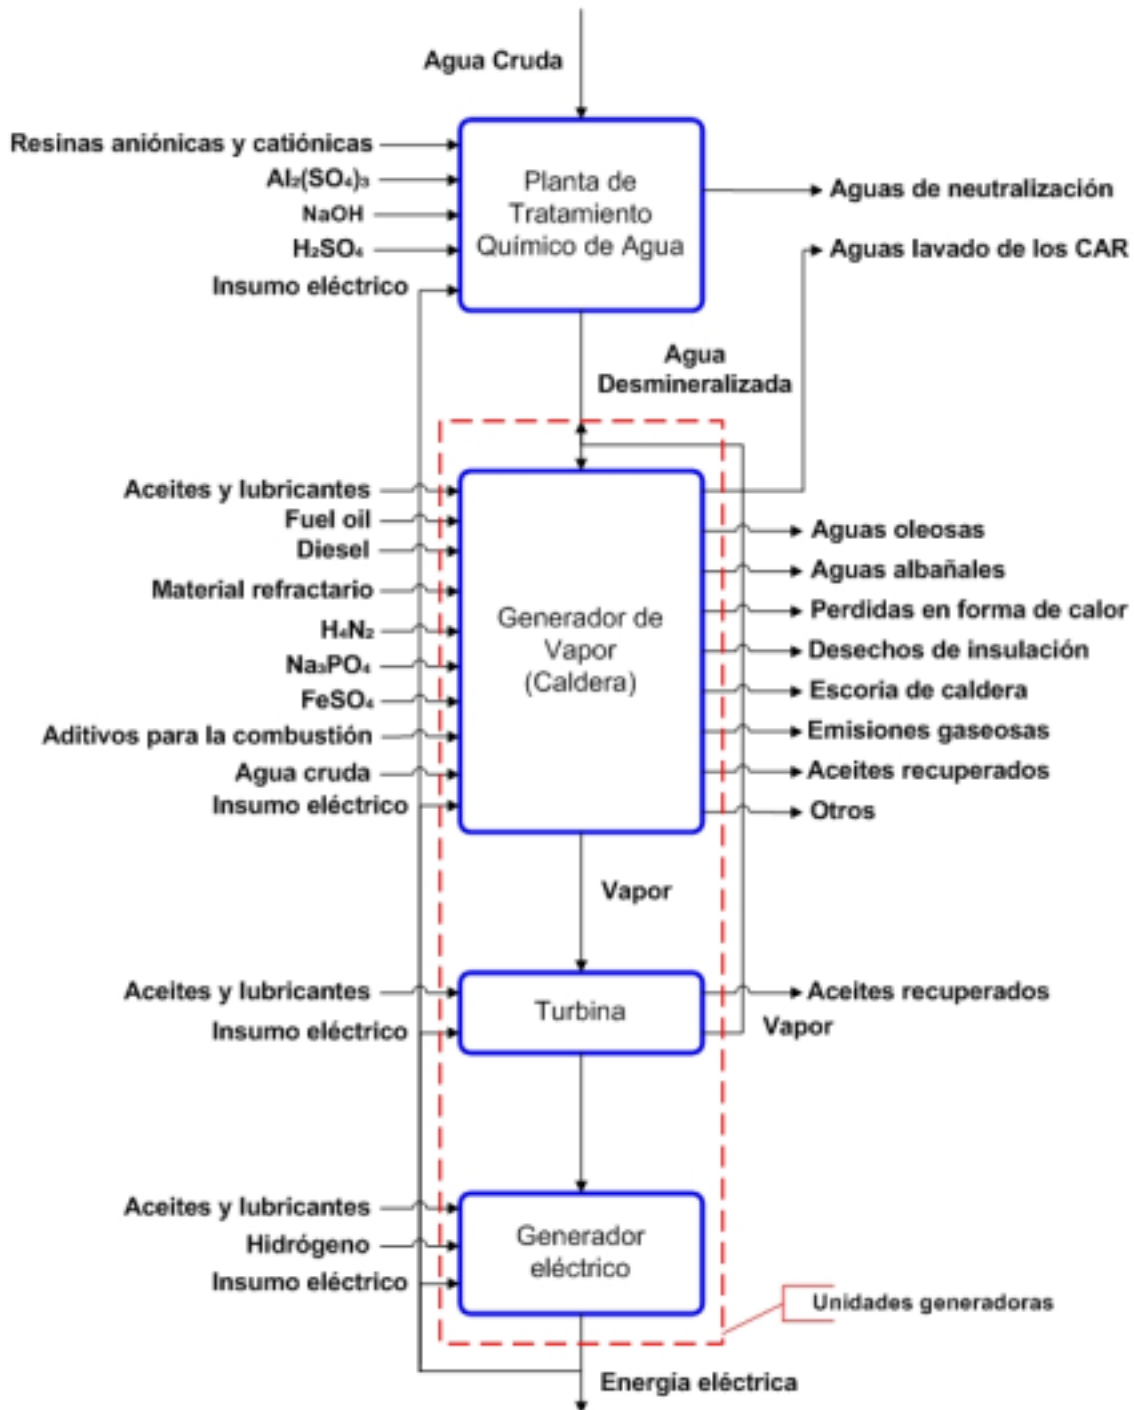 Agua Cruda
Resinas aniónicas y catiónicas
Al₂(SO₄)₃
NaOH
H₂SO₄
Insumo eléctrico
Planta de
Tratamiento
Químico de Agua
Aguas de neutralización
Aguas lavado de los CAR
Agua
Desmineralizada
Aceites y lubricantes
Fuel oil
Diesel
Material refractario
H₄N₂
Na₃PO₄
FeSO₄
Aditivos para la combustión
Agua cruda
Insumo eléctrico
Generador de
Vapor
(Caldera)
Aguas oleosas
Aguas albañales
Perdidas en forma de calor
Desechos de insulación
Escoria de caldera
Emisiones gaseosas
Aceites recuperados
Otros
Vapor
Aceites y lubricantes
Insumo eléctrico
Turbina
Aceites recuperados
Vapor
Aceites y lubricantes
Hidrógeno
Insumo eléctrico
Generador
eléctrico
Unidades generadoras
Energía eléctrica